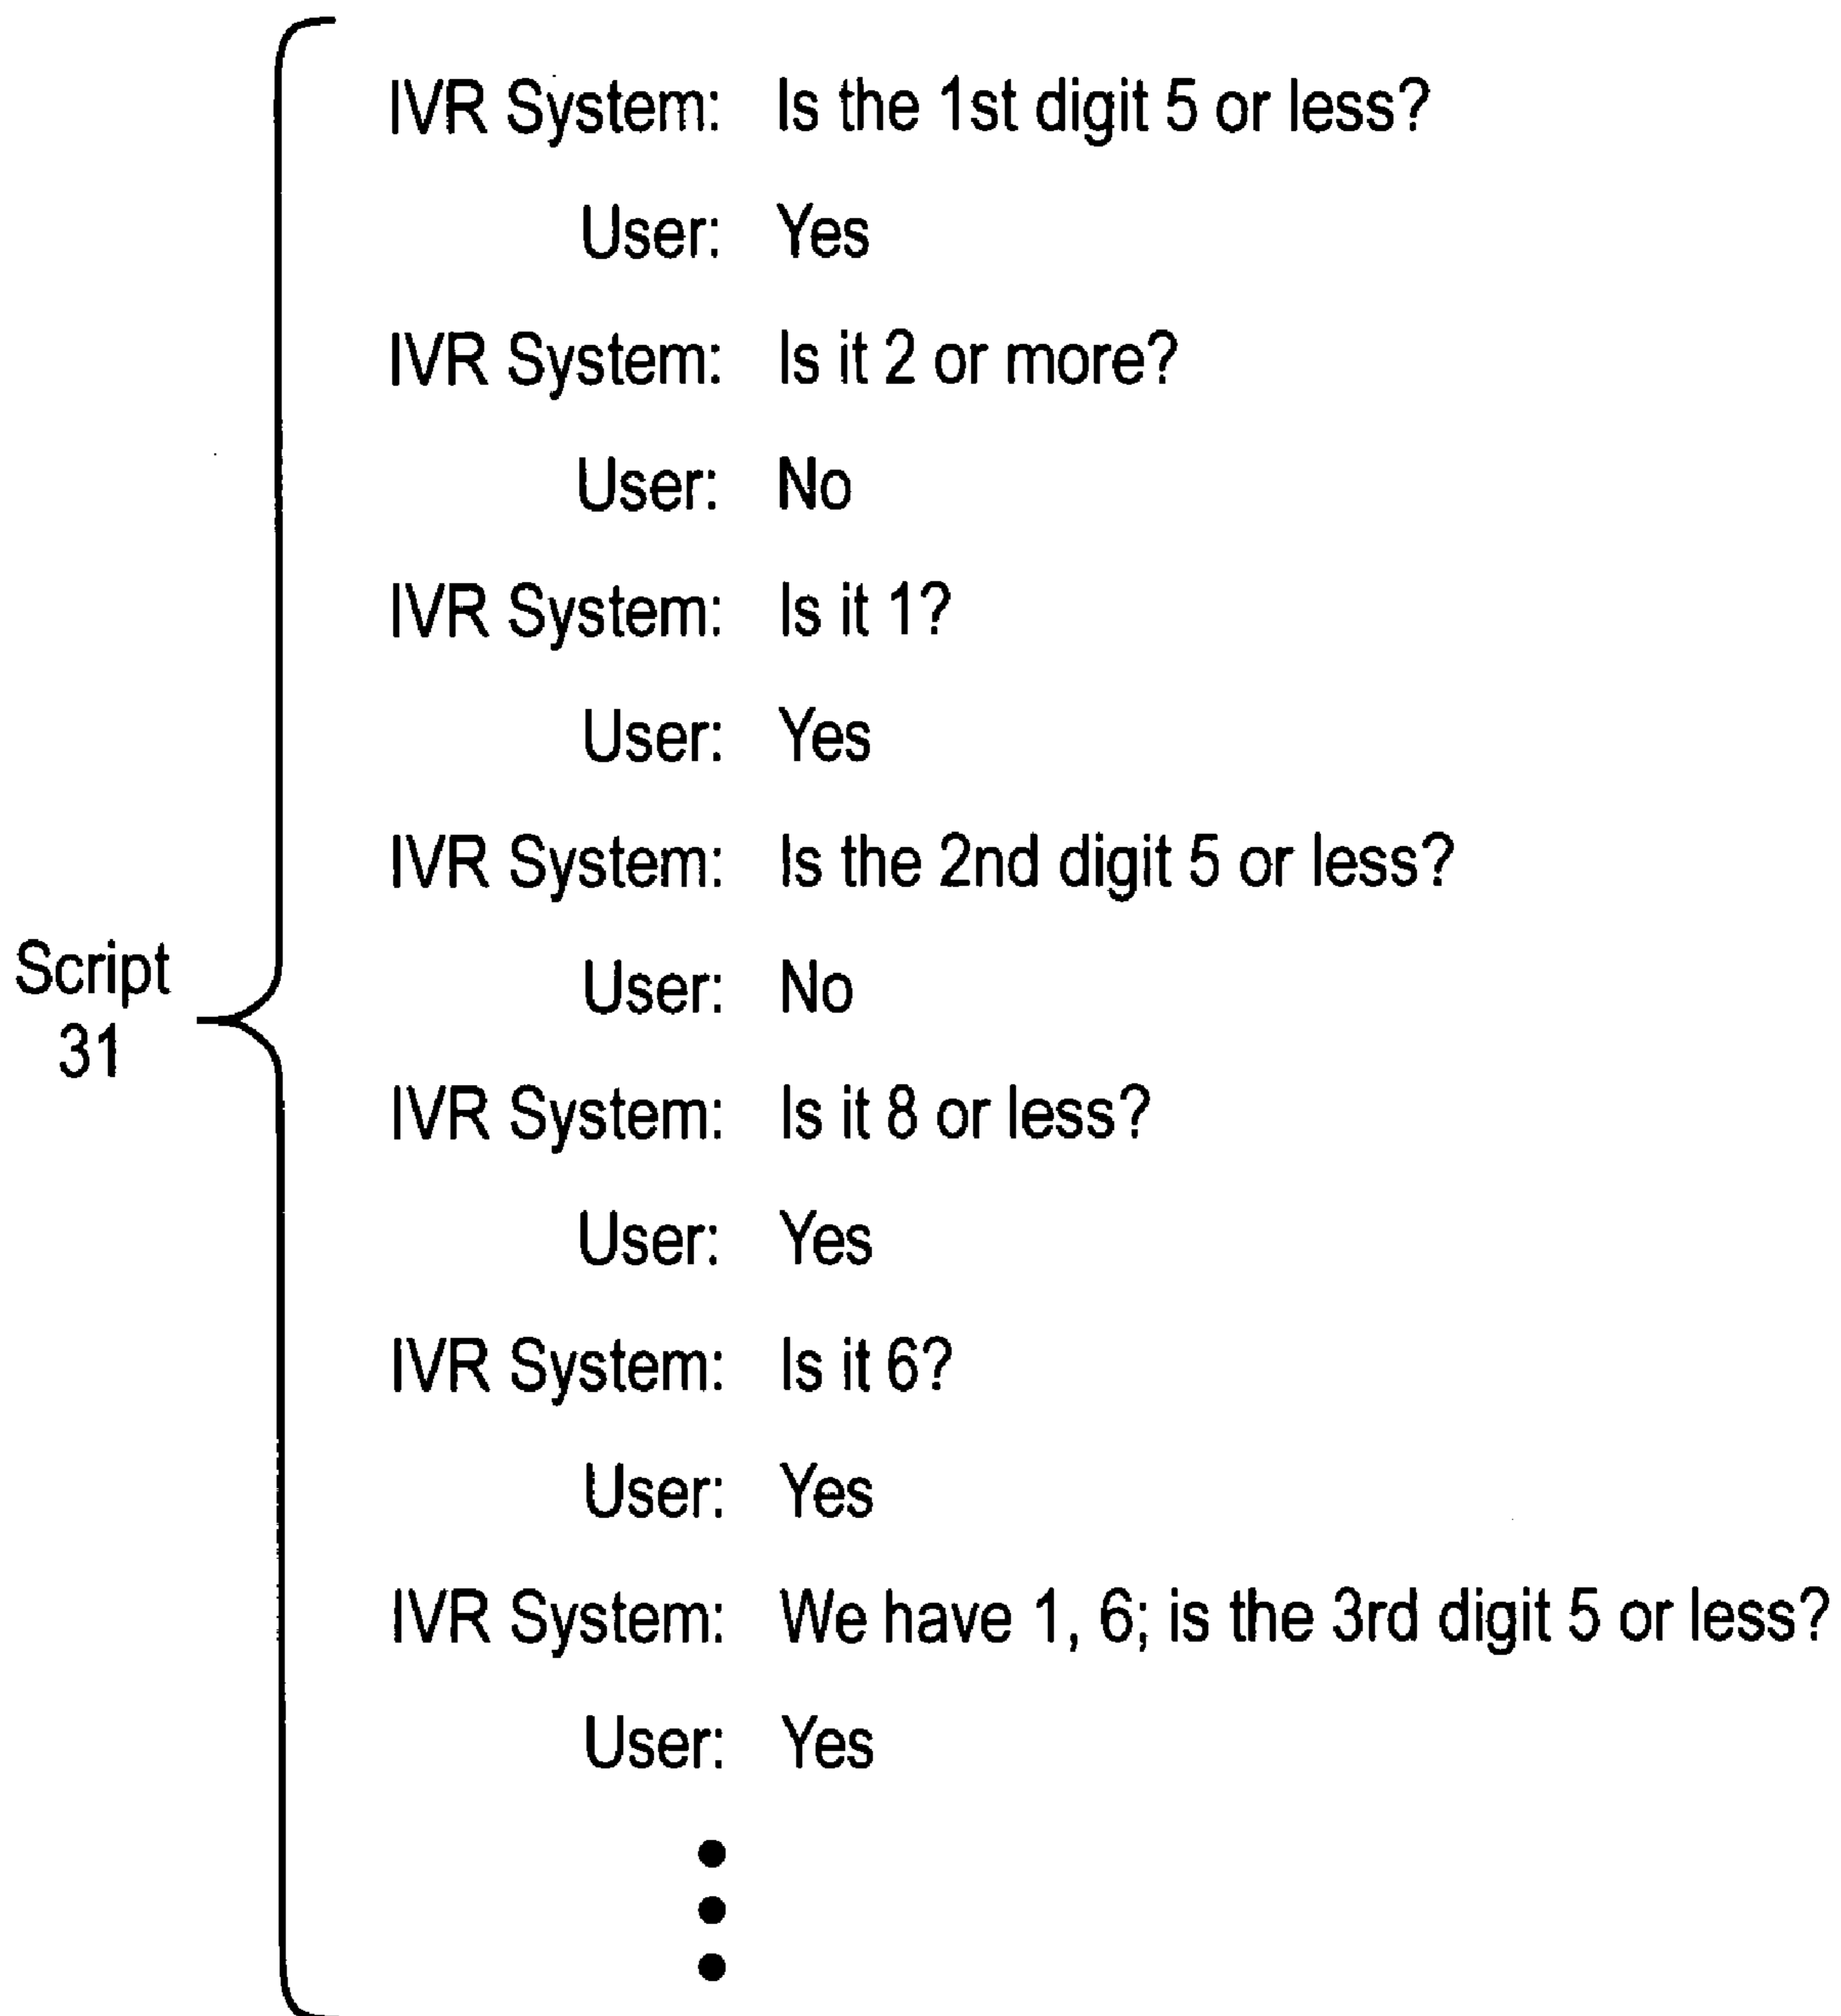 IVR System: Is the 1st digit 5 or less?
User: Yes
IVR System: Is it 2 or more?
User: No
IVR System: Is it 1?
User: Yes
IVR System: Is the 2nd digit 5 or less?
User: No
Script
31
IVR System: Is it 8 or less?
User: Yes
IVR System: Is it 6?
User: Yes
IVR System: We have 1, 6; is the 3rd digit 5 or less?
User: Yes